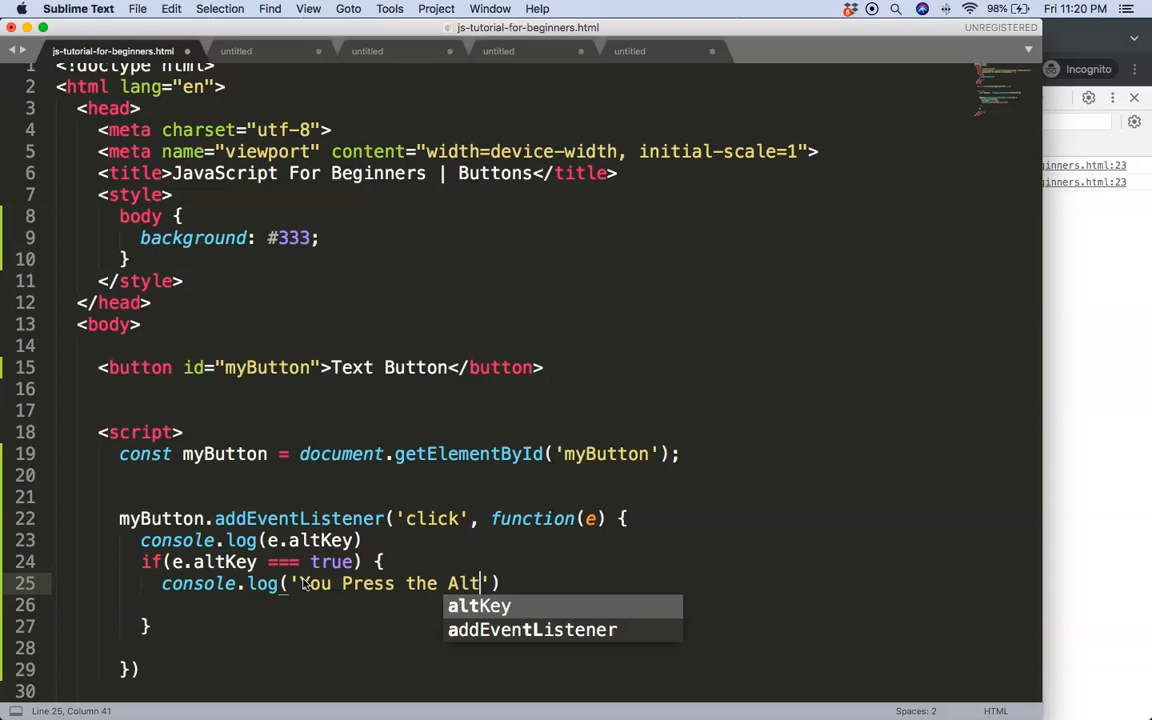 Sublime Text File Edit Selection Find View Goto Tools Project Window Help 98% Fri 11:20 PM
js-tutorial-for-beginners.html UNREGISTERED
js-tutorial-for-beginners.html untitled untitled untitled untitled
Incognito
1 <!doctype html>
2 <html lang="en">
3 <head>
4 <meta charset="utf-8">
5 <meta name="viewport" content="width=device-width, initial-scale=1">
6 <title>JavaScript For Beginners | Buttons</title>
7 <style>
8 body {
9 background: #333;
10 }
11 </style>
12 </head>
13 <body>
14
15 <button id="myButton">Text Button</button>
16
17
18 <script>
19 const myButton = document.getElementById('myButton');
20
21
22 myButton.addEventListener('click', function(e) {
23 console.log(e.altKey)
24 if(e.altKey === true) {
25 console.log('You Press the Alt')
altKey
26
addEventListener
27 }
28
29 })
30
ginners.html:23
ginners.html:23
Line 25, Column 41 Spaces: 2 HTML